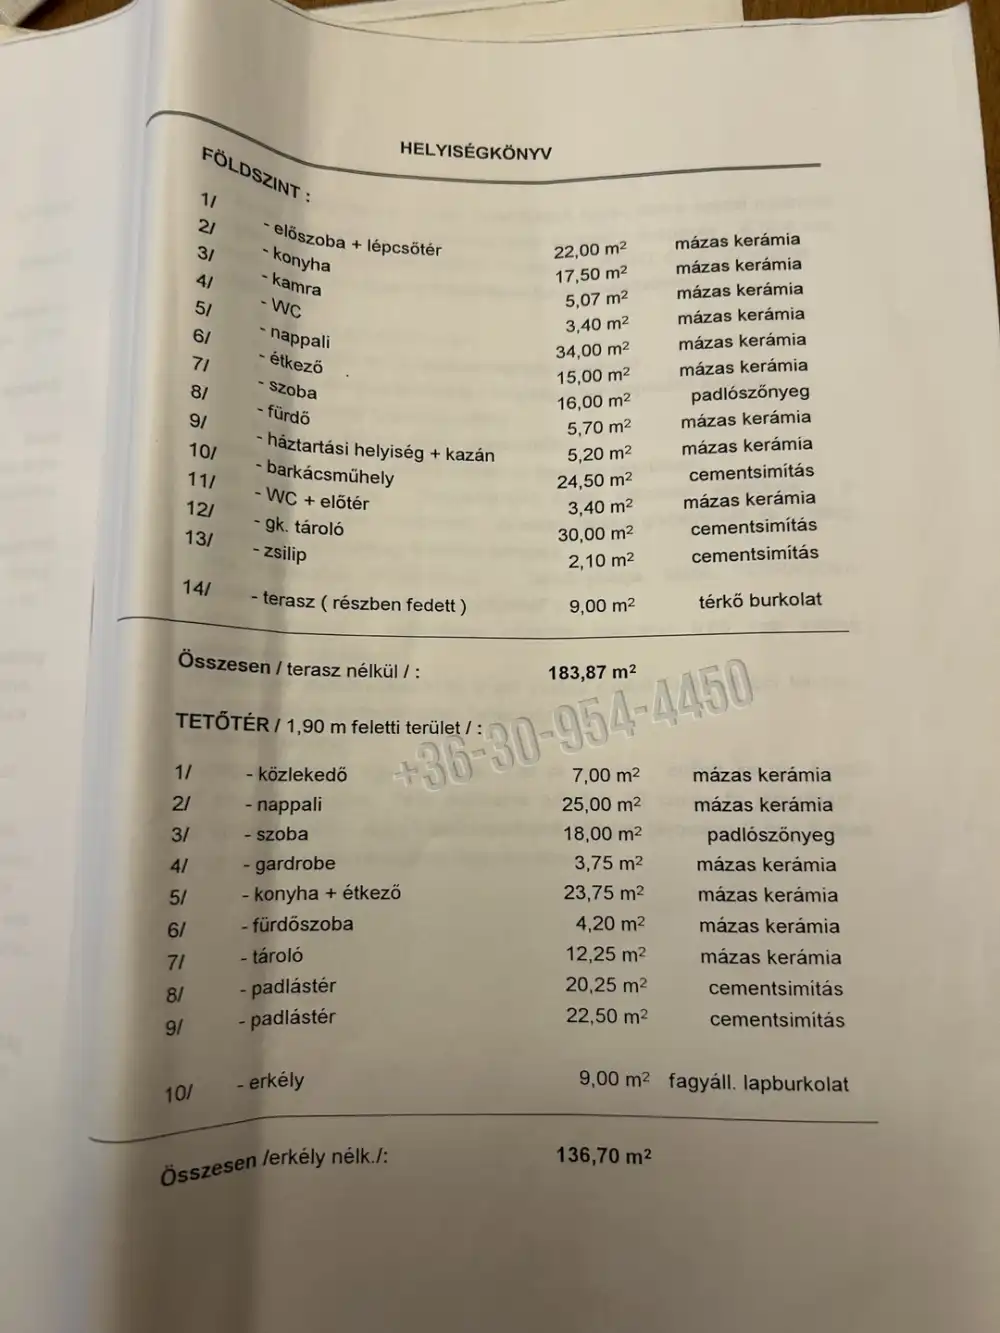 HELYISÉGKÖNYV
FÖLDSZINT :
1/ - előszoba + lépcsőtér 22,00 m² mázas kerámia
2/ - konyha 17,50 m² mázas kerámia
3/ - kamra 5,07 m² mázas kerámia
4/ - WC 3,40 m² mázas kerámia
5/ - nappali 34,00 m² mázas kerámia
6/ - étkező 15,00 m² mázas kerámia
7/ - szoba 16,00 m² padlószőnyeg
8/ - fürdő 5,70 m² mázas kerámia
9/ - háztartási helyiség + kazán 5,20 m² mázas kerámia
10/ - barkácsműhely 24,50 m² cementsimítás
11/ - WC + előtér 3,40 m² mázas kerámia
12/ - gk. tároló 30,00 m² cementsimítás
13/ - zsilip 2,10 m² cementsimítás
14/ - terasz ( részben fedett ) 9,00 m² térkő burkolat
Összesen / terasz nélkül / : 183,87 m²
+36-30-954-4450
TETŐTÉR / 1,90 m feletti terület / :
1/ - közlekedő 7,00 m² mázas kerámia
2/ - nappali 25,00 m² mázas kerámia
3/ - szoba 18,00 m² padlószőnyeg
4/ - gardrobe 3,75 m² mázas kerámia
5/ - konyha + étkező 23,75 m² mázas kerámia
6/ - fürdőszoba 4,20 m² mázas kerámia
7/ - tároló 12,25 m² mázas kerámia
8/ - padlástér 20,25 m² cementsimítás
9/ - padlástér 22,50 m² cementsimítás
10/ - erkély 9,00 m² fagyáll. lapburkolat
Összesen /erkély nélk./: 136,70 m²